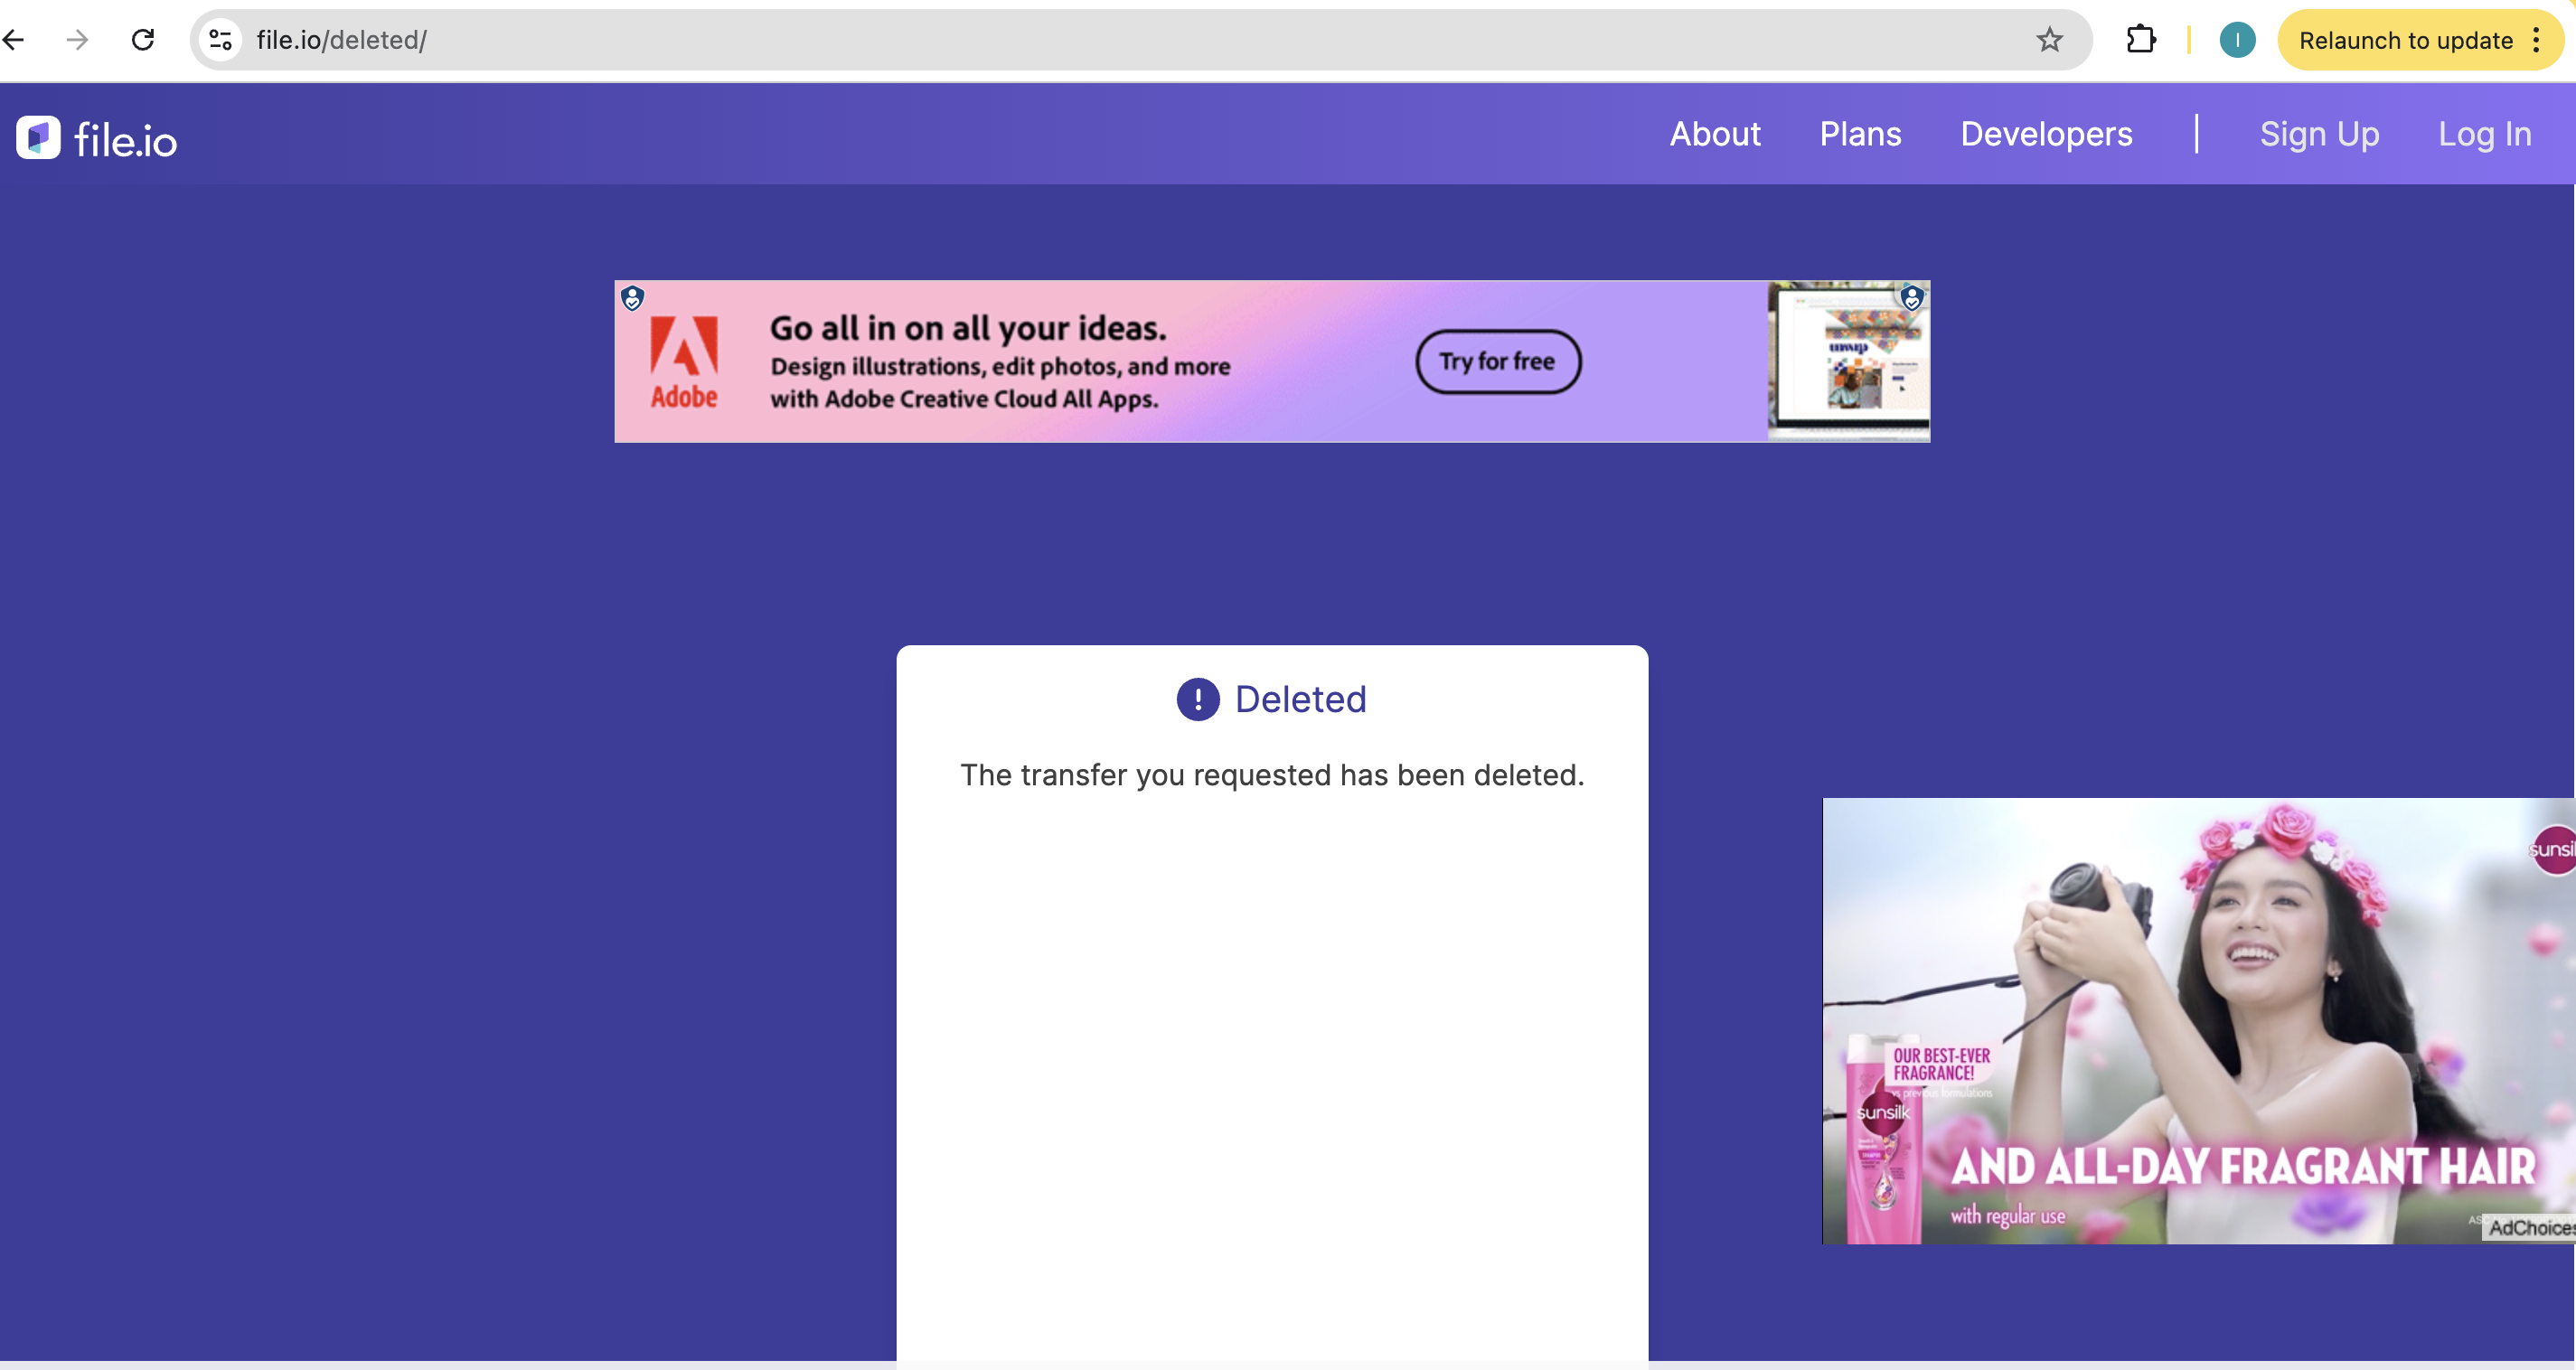 file.io/deleted/
I
Relaunch to update
file.io
About
Plans
Developers
Sign Up
Log In
Adobe
Go all in on all your ideas.
Design illustrations, edit photos, and more
with Adobe Creative Cloud All Apps.
Try for free
Deleted
The transfer you requested has been deleted.
OUR BEST-EVER
FRAGRANCE!
vs previous formulations
sunsilk
AND ALL-DAY FRAGRANT HAIR
with regular use
AdChoices